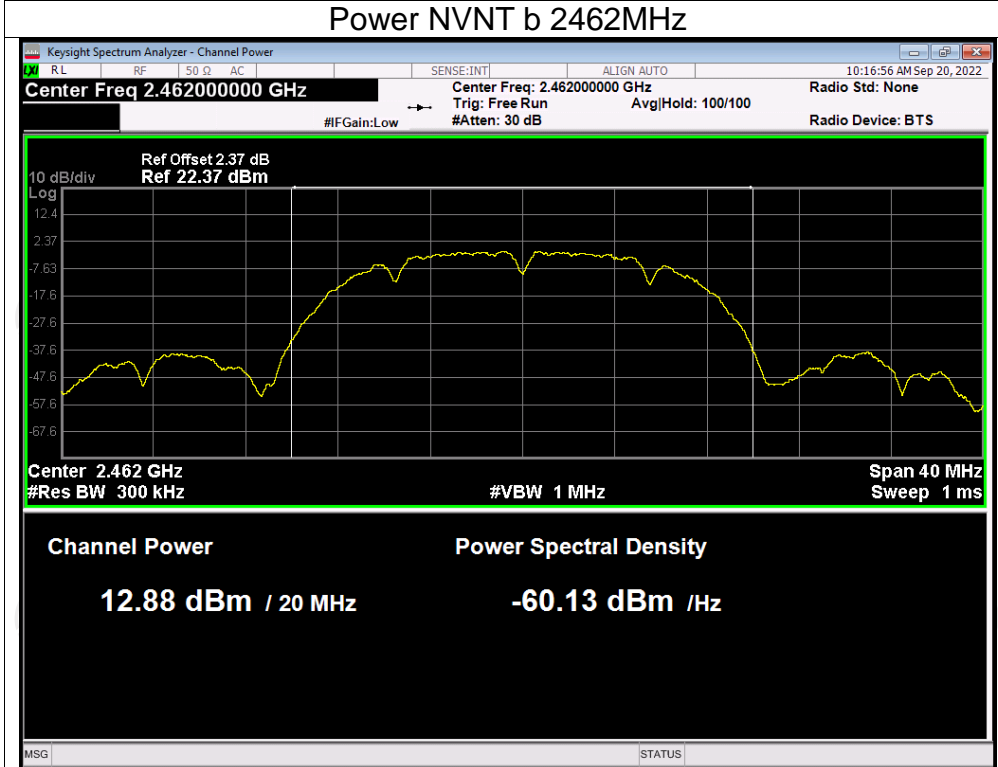 Power NVNT b 2462MHz
Keysight Spectrum Analyzer - Channel Power
LXI RL RF 50 Ω AC SENSE:INT ALIGN AUTO 10:16:56 AM Sep 20, 2022
Center Freq 2.462000000 GHz
Center Freq: 2.462000000 GHz
Radio Std: None
Trig: Free Run Avg|Hold: 100/100
#IFGain:Low #Atten: 30 dB Radio Device: BTS
Ref Offset 2.37 dB
10 dB/div Ref 22.37 dBm
Log
12.4
2.37
-7.63
-17.6
-27.6
-37.6
-47.6
-57.6
-67.6
Center 2.462 GHz Span 40 MHz
#Res BW 300 kHz #VBW 1 MHz Sweep 1 ms
Channel Power Power Spectral Density
12.88 dBm / 20 MHz -60.13 dBm /Hz
MSG STATUS